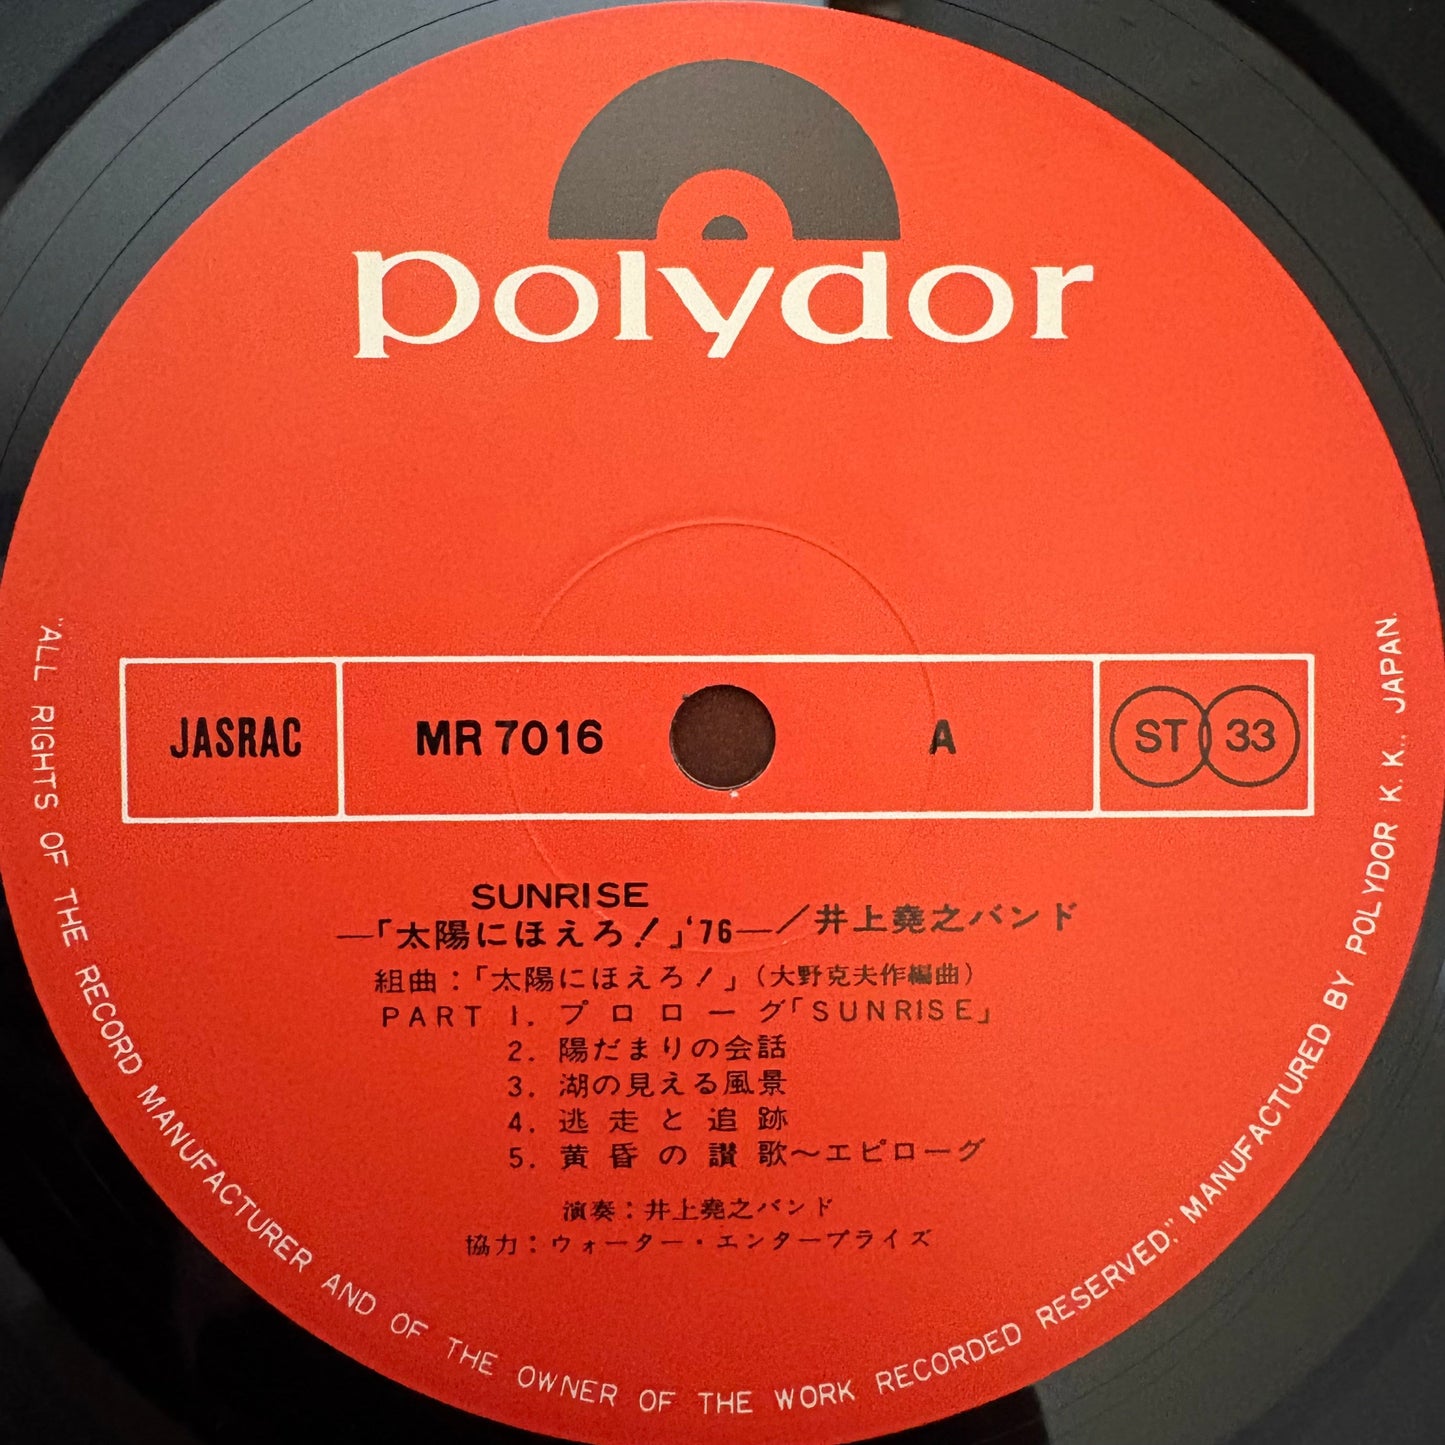 polydor
JASRAC MR 7016 A ST 33
SUNRISE
―「太陽にほえろ!」'76―/井上堯之バンド
組曲:「太陽にほえろ!」(大野克夫作編曲)
PART 1. プロローグ「SUNRISE」
2. 陽だまりの会話
3. 湖の見える風景
4. 逃走と追跡
5. 黄昏の讃歌~エピローグ
演奏:井上堯之バンド
協力:ウォーター・エンタープライズ
"ALL RIGHTS OF THE RECORD MANUFACTURER AND OF THE OWNER OF THE WORK RECORDED RESERVED," MANUFACTURED BY POLYDOR K. K., JAPAN.